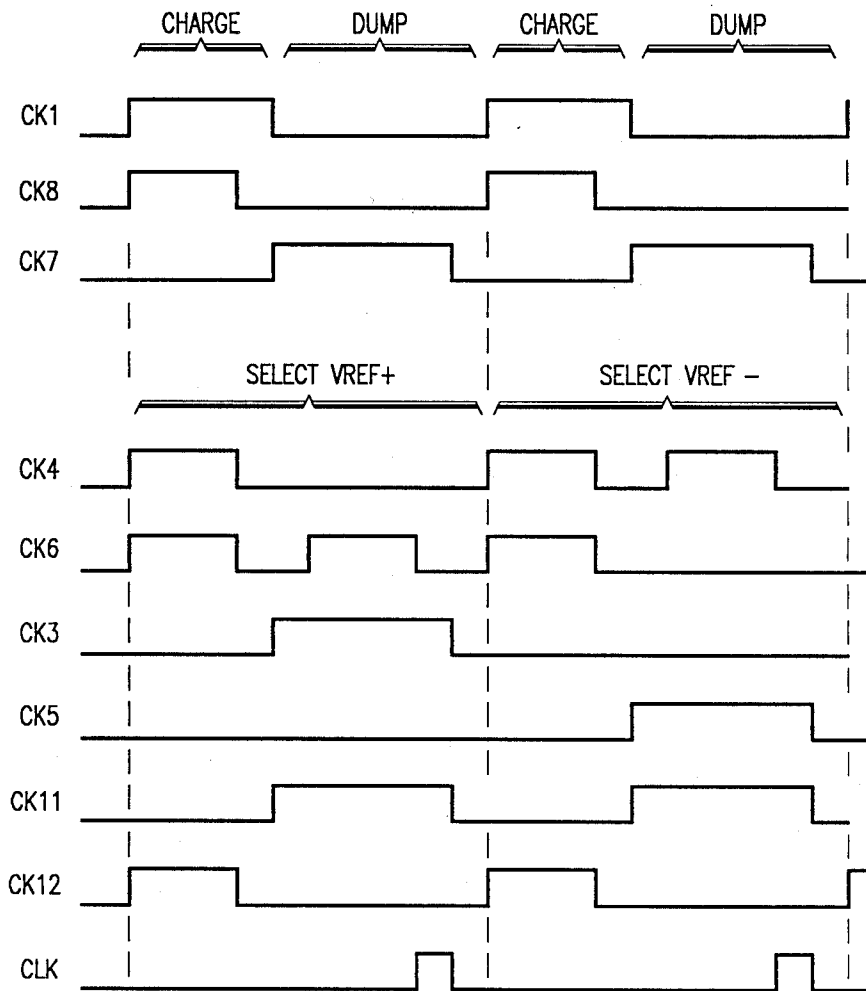 CHARGE DUMP CHARGE DUMP
CK1
CK8
CK7
SELECT VREF+ SELECT VREF -
CK4
CK6
CK3
CK5
CK11
CK12
CLK